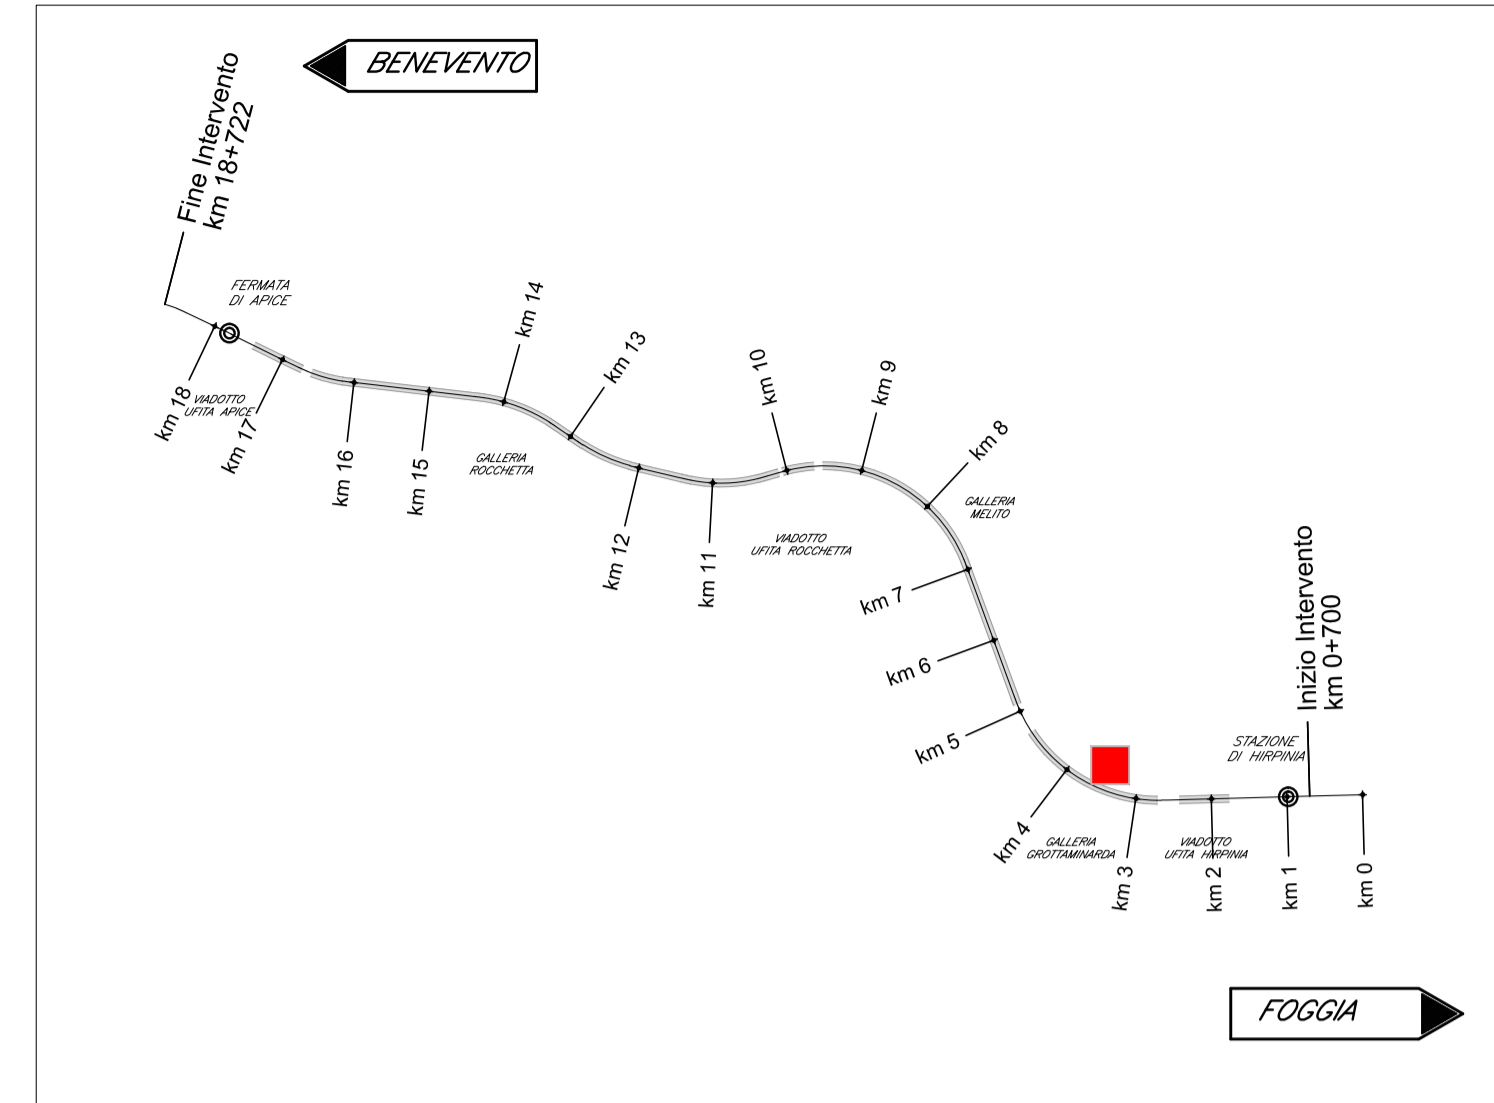 BENEVENTO
Fine Intervento
km 18+722
FERMATA
DI APICE
km 18
VIADOTTO
UFITA APICE
km 17
km 16
km 15
km 14
GALLERIA
ROCCHETTA
km 13
km 12
km 11
km 10
VIADOTTO
UFITA ROCCHETTA
km 9
km 8
GALLERIA
MELITO
km 7
km 6
km 5
km 4
GALLERIA
GROTTAMINARDA
km 3
VIADOTTO
UFITA HIRPINIA
km 2
STAZIONE
DI HIRPINIA
km 1
Inizio Intervento
km 0+700
km 0
FOGGIA